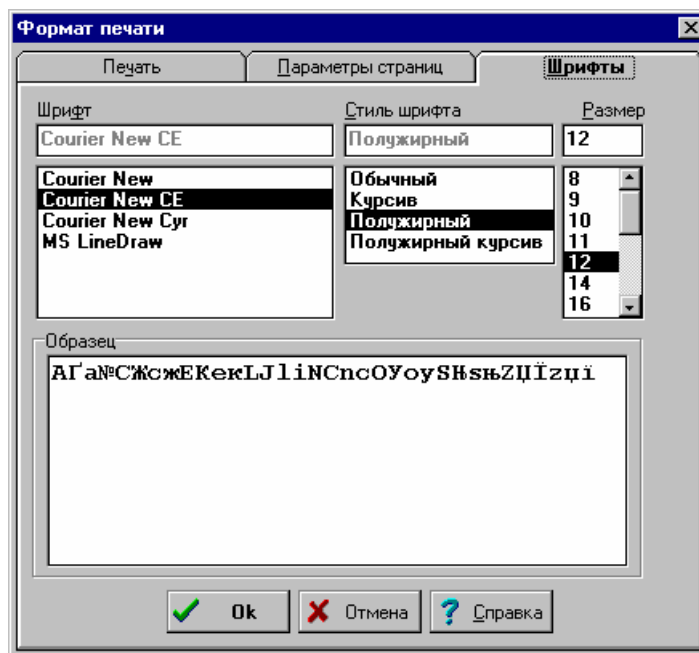 Формат печати
Печать Параметры страниц Шрифты
Шрифт Стиль шрифта Размер
Courier New CE Полужирный 12
Courier New Обычный 8
Courier New CE Курсив 9
Courier New Cyr Полужирный 10
MS LineDraw Полужирный курсив 11
12
14
16
Образец
АҐа№СЖсжЕКекLJliNCncОУоуSЊsњZЏЇzџї
Ok Отмена Справка